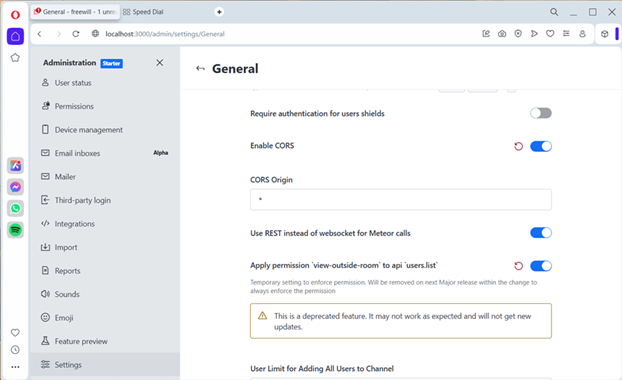 General - freewill - 1 unre
Speed Dial
localhost:3000/admin/settings/General
Administration Starter
General
User status
Permissions
Device management
Email inboxes Alpha
Mailer
Third-party login
Integrations
Import
Reports
Sounds
Emoji
Feature preview
Settings
Require authentication for users shields
Enable CORS
CORS Origin
*
Use REST instead of websocket for Meteor calls
Apply permission `view-outside-room` to api `users.list`
Temporary setting to enforce permission. Will be removed on next Major release within the change to
always enforce the permission
This is a deprecated feature. It may not work as expected and will not get new
updates.
User Limit for Adding All Users to Channel